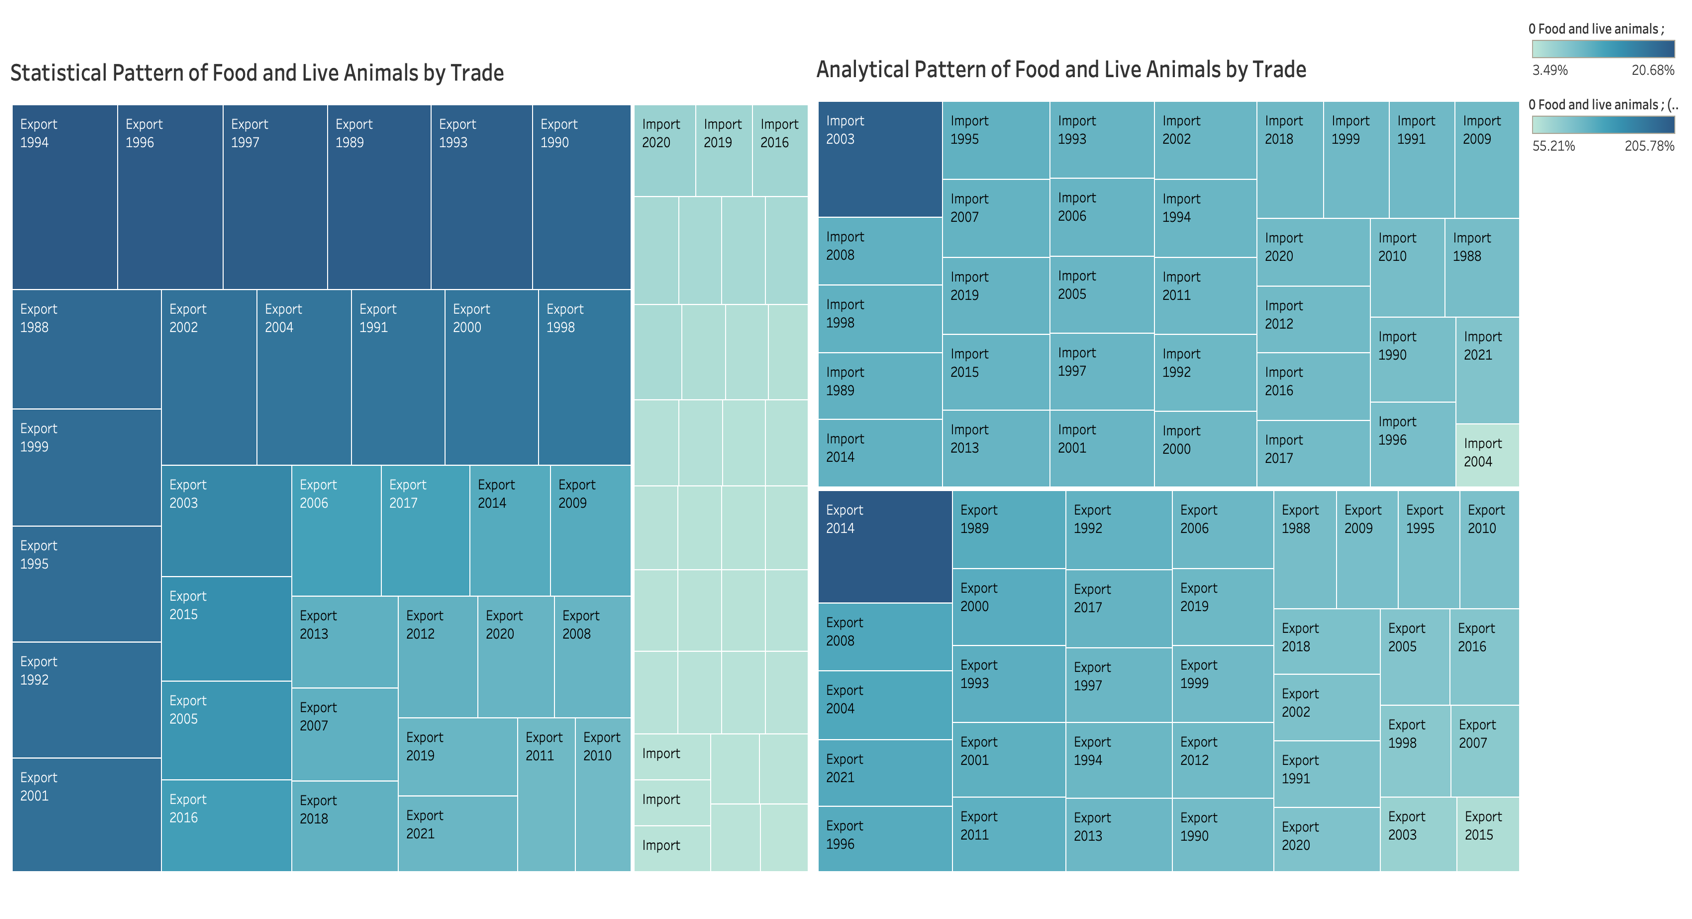 Statistical Pattern of Food and Live Animals by Trade
Export
1994
Export
1996
Export
1997
Export
1989
Export
1993
Export
1990
Export
1988
Export
2002
Export
2004
Export
1991
Export
2000
Export
1998
Export
1999
Export
1995
Export
1992
Export
2001
Export
2003
Export
2015
Export
2005
Export
2016
Export
2006
Export
2017
Export
2014
Export
2009
Export
2013
Export
2007
Export
2018
Export
2012
Export
2020
Export
2008
Export
2019
Export
2021
Export
2011
Export
2010
Import
2020
Import
2019
Import
2016
Import
Import
Import
Analytical Pattern of Food and Live Animals by Trade
Import
2003
Import
2008
Import
1998
Import
1989
Import
2014
Import
1995
Import
2007
Import
2019
Import
2015
Import
2013
Import
1993
Import
2006
Import
2005
Import
1997
Import
2001
Import
2002
Import
1994
Import
2011
Import
1992
Import
2000
Import
2018
Import
1999
Import
1991
Import
2009
Import
2020
Import
2012
Import
2016
Import
2017
Import
2010
Import
1988
Import
1990
Import
1996
Import
2021
Import
2004
Export
2014
Export
2008
Export
2004
Export
2021
Export
1996
Export
1989
Export
2000
Export
1993
Export
2001
Export
2011
Export
1992
Export
2017
Export
1997
Export
1994
Export
2013
Export
2006
Export
2019
Export
1999
Export
2012
Export
1990
Export
1988
Export
2009
Export
1995
Export
2010
Export
2018
Export
2002
Export
1991
Export
2020
Export
2005
Export
2016
Export
1998
Export
2007
Export
2003
Export
2015
0 Food and live animals ;
3.49% 20.68%
0 Food and live animals ; (..
55.21% 205.78%